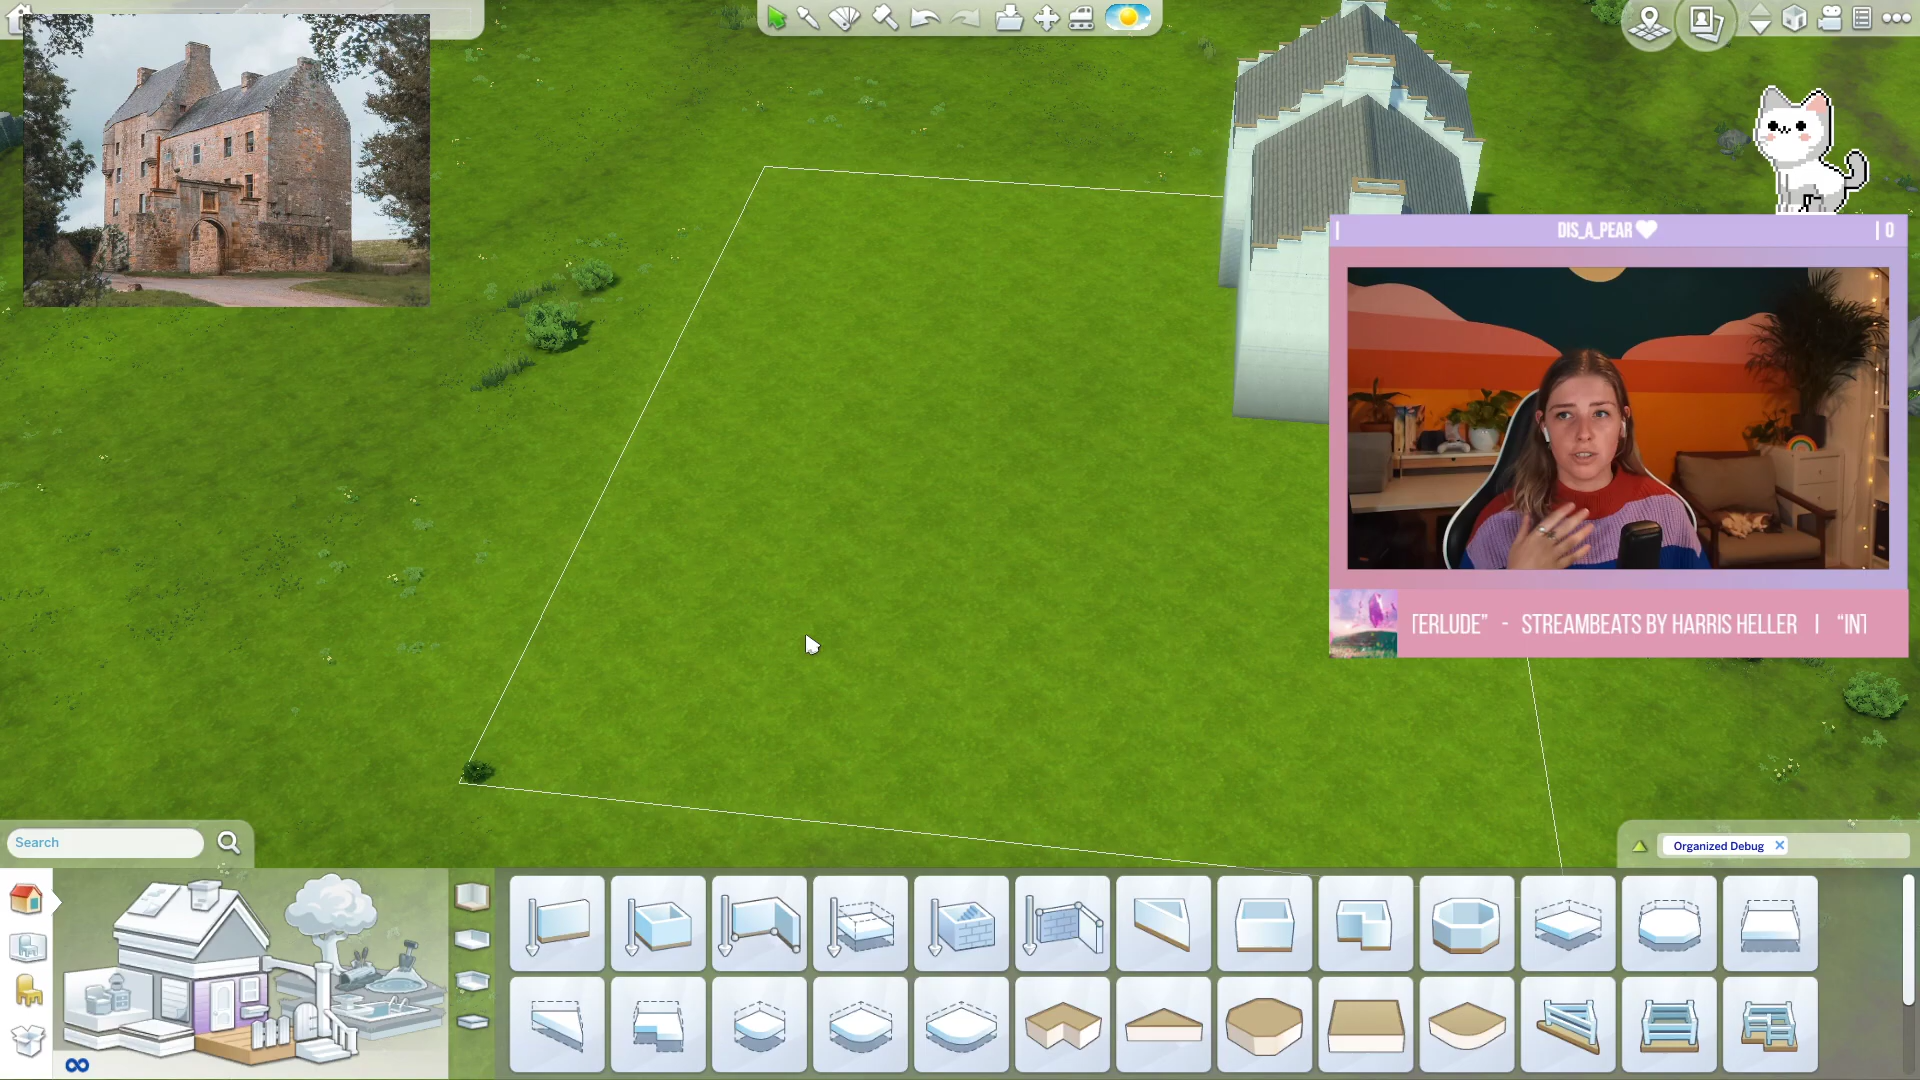 DIS_A_PEAR
| 0
TERLUDE" - STREAMBEATS BY HARRIS HELLER | "INT
Search
Organized Debug